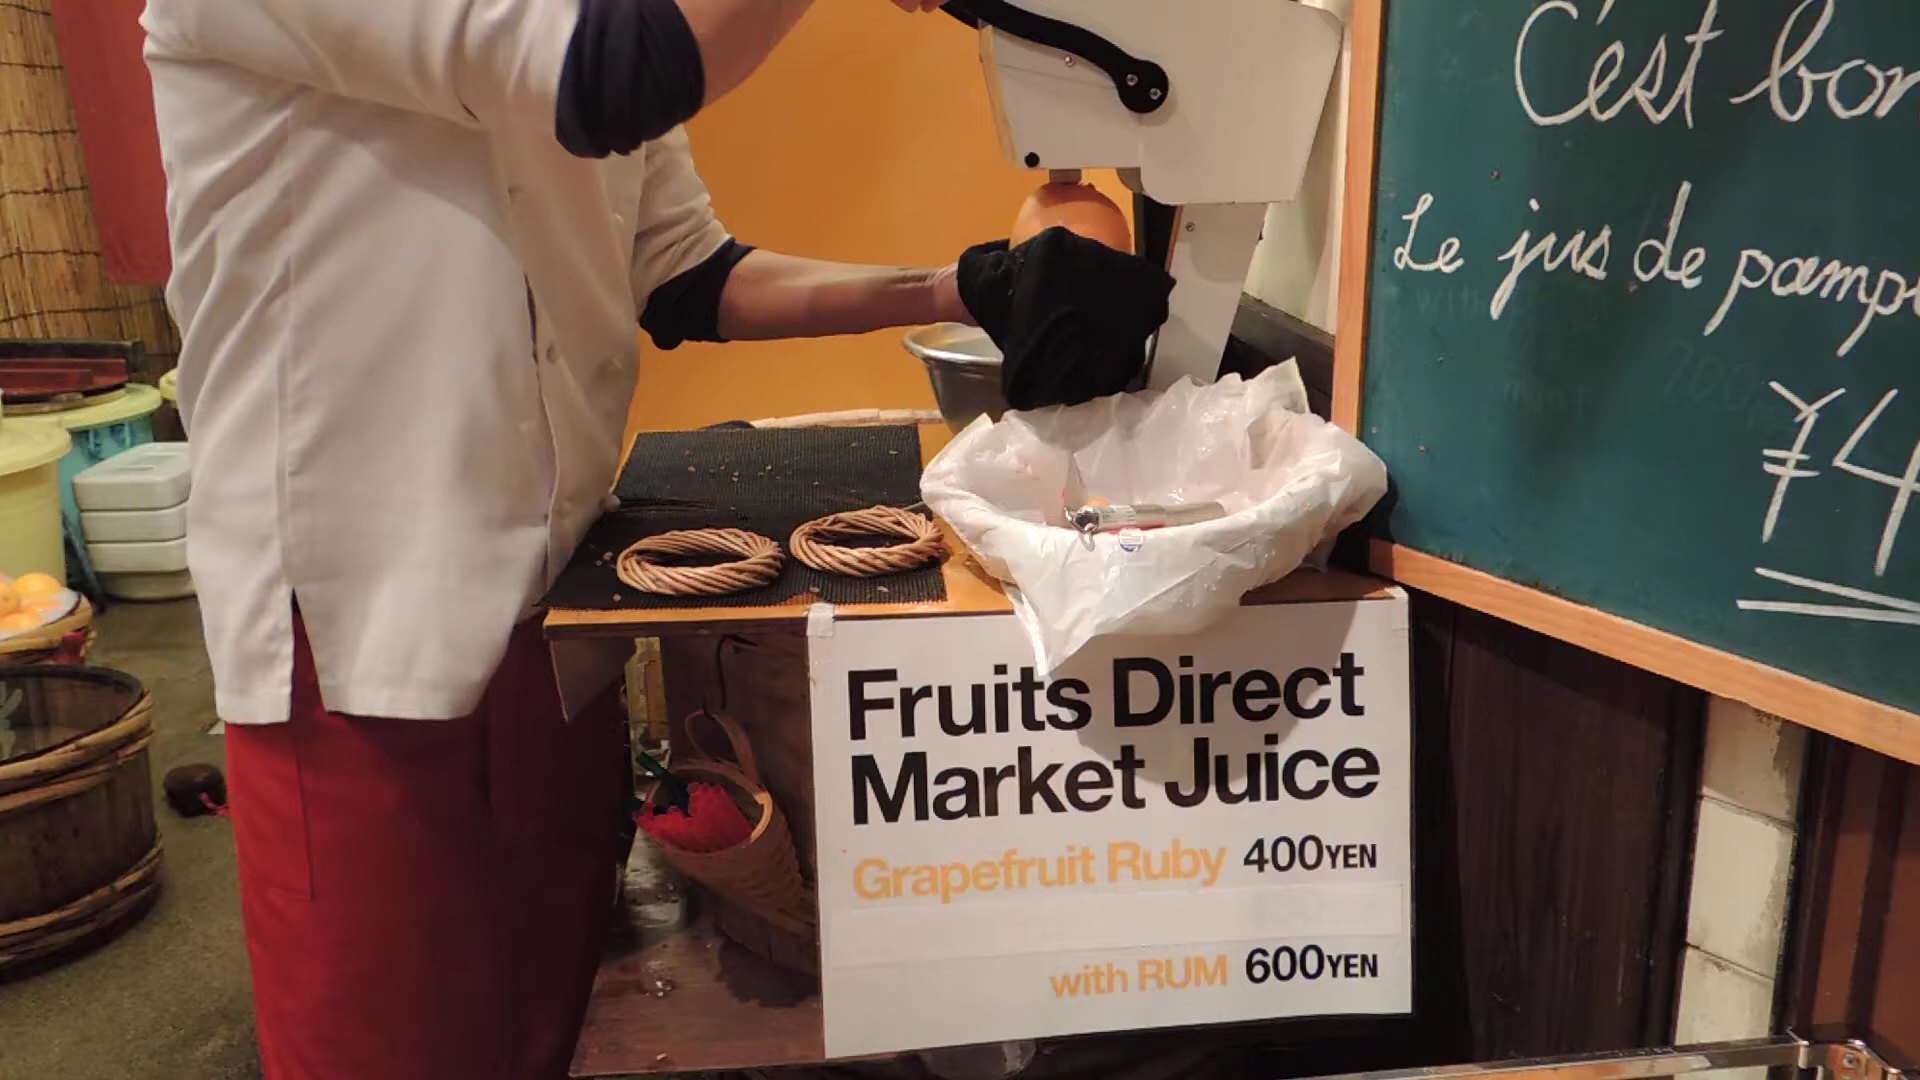 C'est bon
Le jus de pamp
¥4
Fruits Direct
Market Juice
Grapefruit Ruby 400YEN
with RUM 600YEN